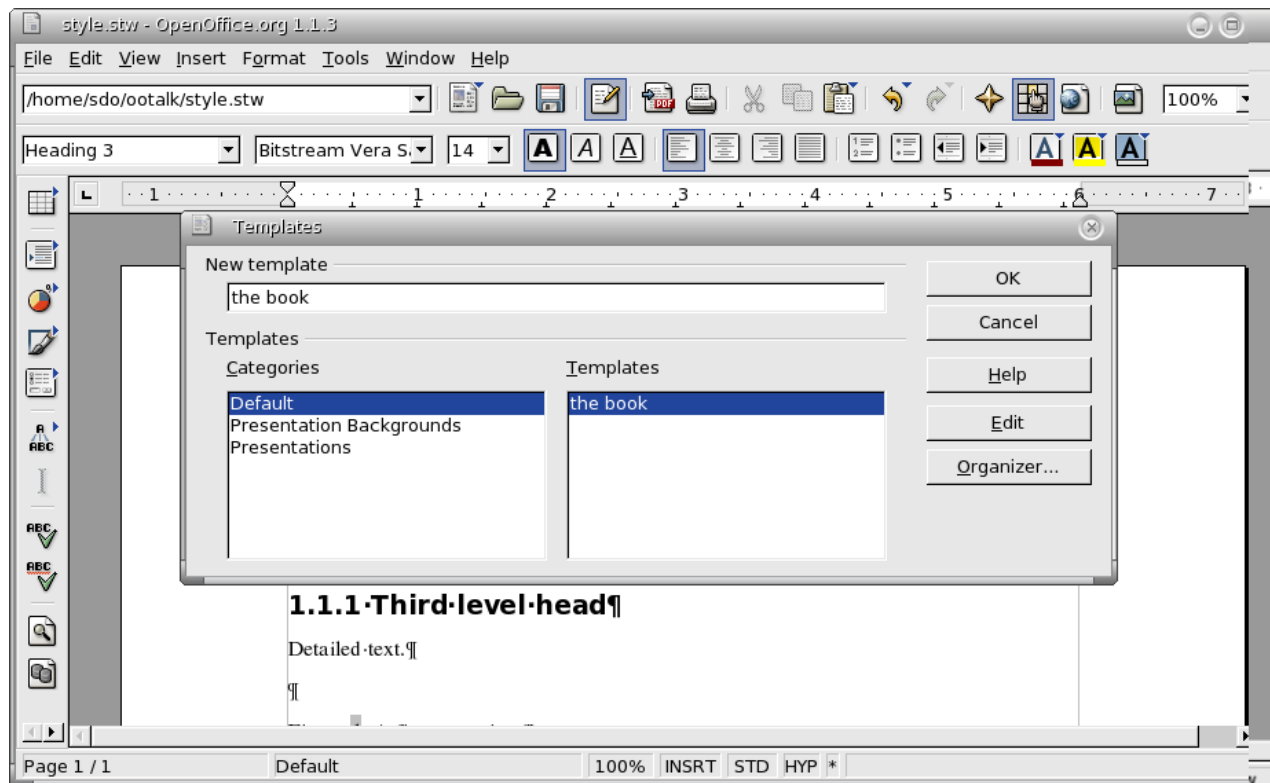 style.stw - OpenOffice.org 1.1.3
File Edit View Insert Format Tools Window Help
/home/sdo/ootalk/style.stw
100%
Heading 3
Bitstream Vera S
14
1 1 2 3 4 5 6 7
Templates
New template
the book
OK
Cancel
Templates
Categories
Templates
Help
Default
the book
Edit
Presentation Backgrounds
Presentations
Organizer...
1.1.1·Third·level·head¶
Detailed·text.¶
¶
Page 1 / 1
Default
100%
INSRT
STD
HYP
*